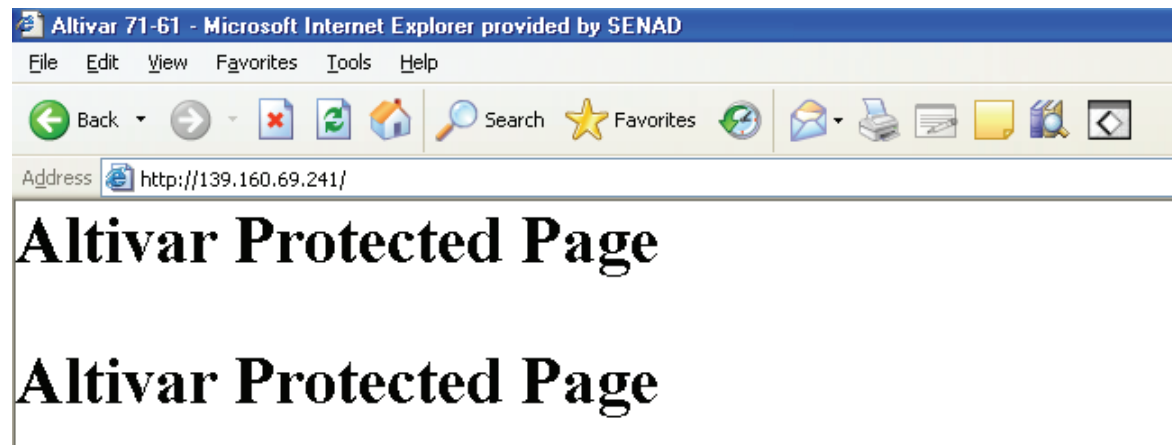 Altivar 71-61 - Microsoft Internet Explorer provided by SENAD
File Edit View Favorites Tools Help
Back Search Favorites
Address http://139.160.69.241/
Altivar Protected Page
Altivar Protected Page